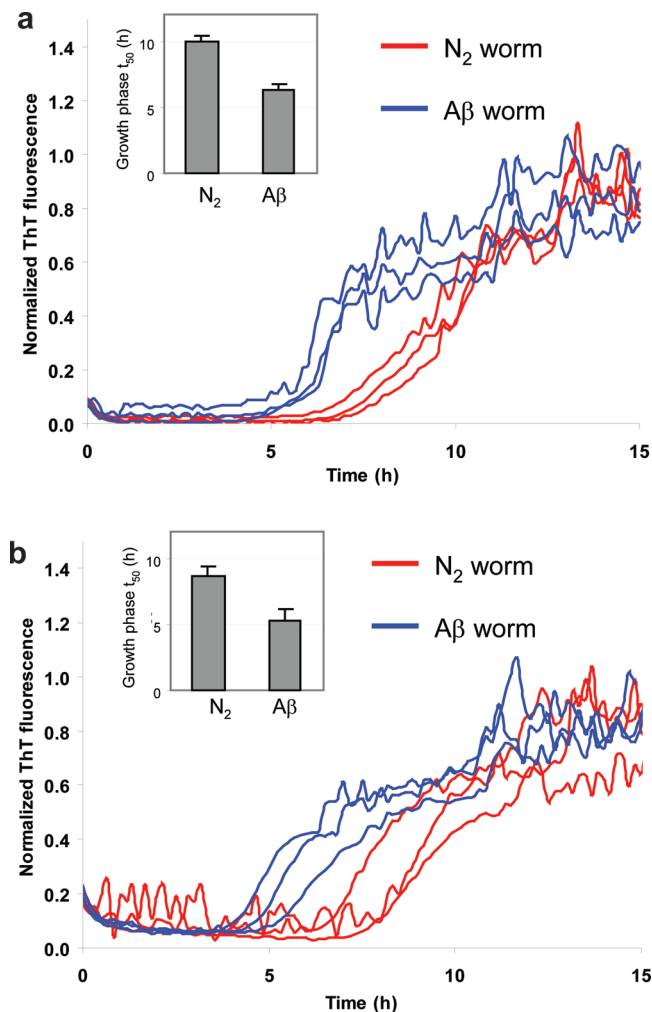 a
Growth phase t50 (h)
10
5
0
N2 Aβ
N2 worm
Aβ worm
Normalized ThT fluorescence
1.4
1.2
1.0
0.8
0.6
0.4
0.2
0.0
0 5 10 15
Time (h)
b
Growth phase t50 (h)
10
5
0
N2 Aβ
N2 worm
Aβ worm
Normalized ThT fluorescence
1.4
1.2
1.0
0.8
0.6
0.4
0.2
0.0
0 5 10 15
Time (h)